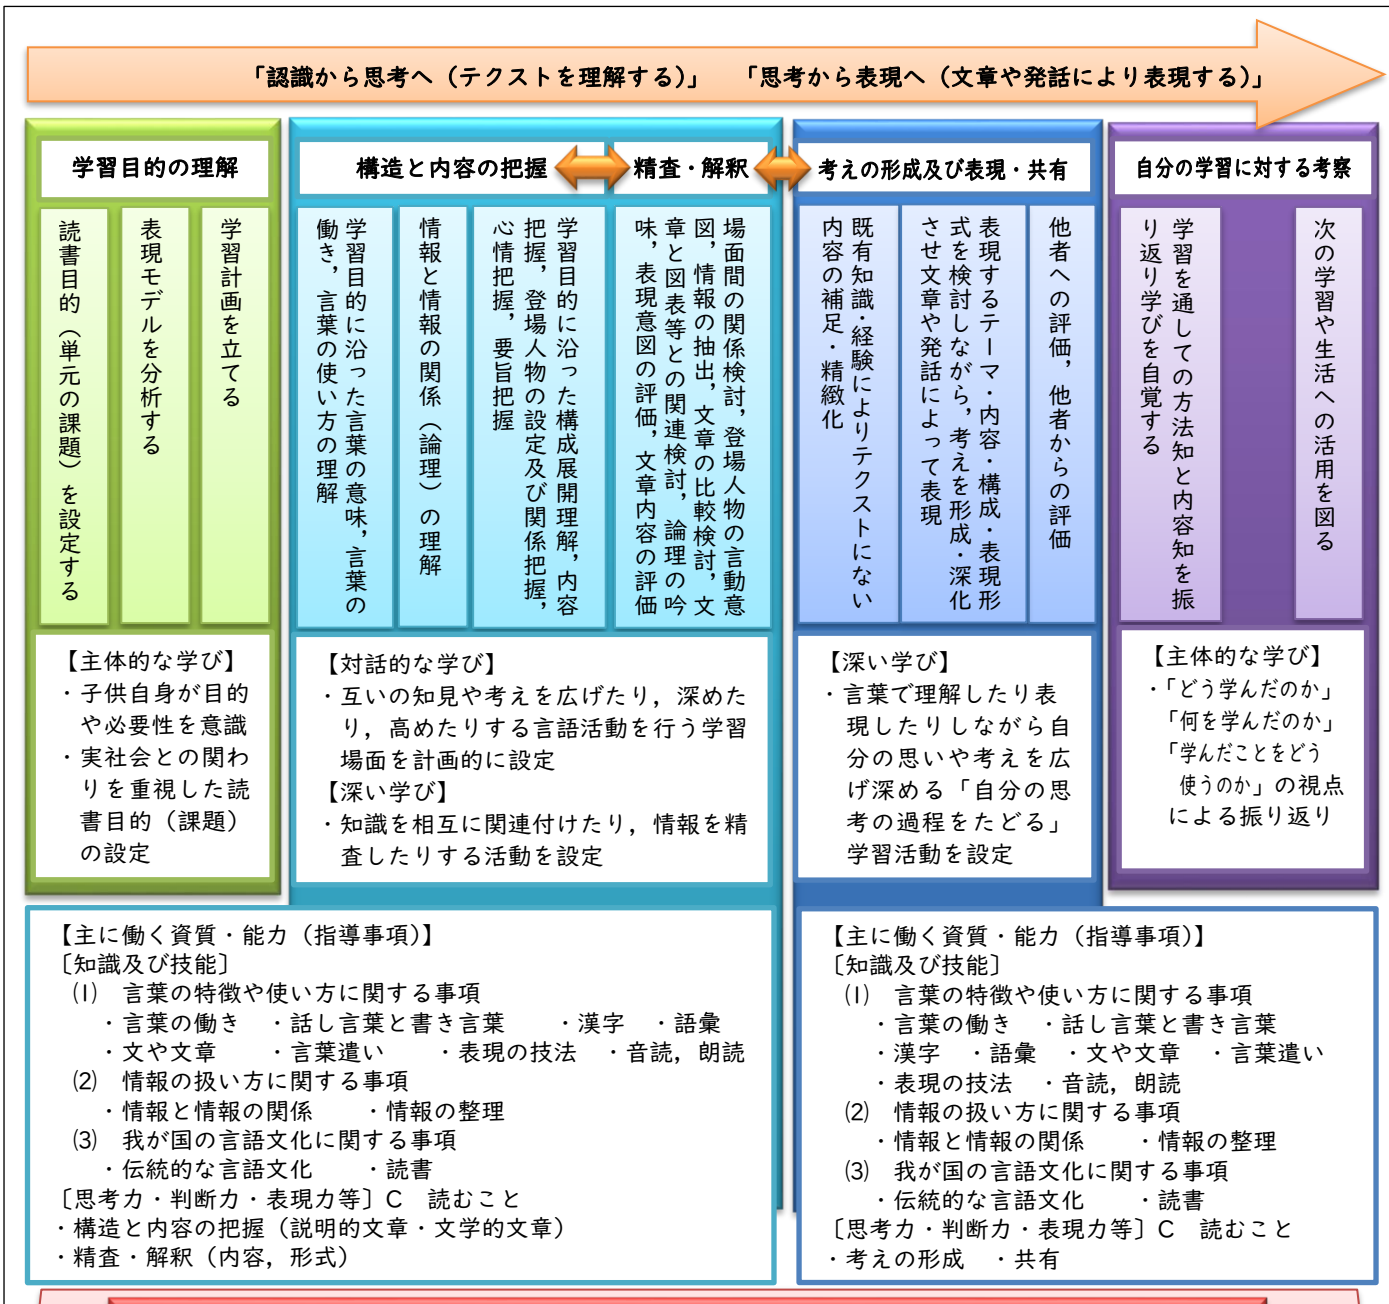 「認識から思考へ（テクストを理解する）」　「思考から表現へ（文章や発話により表現する）」
学習目的の理解
読書目的（単元の課題）を設定する
表現モデルを分析する
学習計画を立てる
【主体的な学び】
・子供自身が目的
や必要性を意識
・実社会との関わ
りを重視した読
書目的（課題）
の設定
構造と内容の把握
精査・解釈
学習目的に沿った言葉の意味，言葉の
働き，言葉の使い方の理解
情報と情報の関係（論理）の理解
学習目的に沿った構成展開理解，内容
把握，登場人物の設定及び関係把握，
心情把握，要旨把握
場面間の関係検討，登場人物の言動意
図，情報の抽出，文章の比較検討，文
章と図表等との関連検討，論理の吟
味，表現意図の評価，文章内容の評価
【対話的な学び】
・互いの知見や考えを広げたり，深めた
り，高めたりする言語活動を行う学習
場面を計画的に設定
【深い学び】
・知識を相互に関連付けたり，情報を精
査したりする活動を設定
考えの形成及び表現・共有
既有知識・経験によりテクストにない
内容の補足・精緻化
表現するテーマ・内容・構成・表現形
式を検討しながら，考えを形成・深化
させ文章や発話によって表現
他者への評価，他者からの評価
【深い学び】
・言葉で理解したり表
現したりしながら自
分の思いや考えを広
げ深める「自分の思
考の過程をたどる」
学習活動を設定
自分の学習に対する考察
学習を通しての方法知と内容知を振
り返り学びを自覚する
次の学習や生活への活用を図る
【主体的な学び】
・「どう学んだのか」
「何を学んだのか」
「学んだことをどう
使うのか」の視点
による振り返り
【主に働く資質・能力（指導事項）】
〔知識及び技能〕
⑴　言葉の特徴や使い方に関する事項
・言葉の働き　・話し言葉と書き言葉　・漢字　・語彙
・文や文章　・言葉遣い　・表現の技法　・音読，朗読
⑵　情報の扱い方に関する事項
・情報と情報の関係　・情報の整理
⑶　我が国の言語文化に関する事項
・伝統的な言語文化　・読書
〔思考力・判断力・表現力等〕Ｃ　読むこと
・構造と内容の把握（説明的文章・文学的文章）
・精査・解釈（内容，形式）
【主に働く資質・能力（指導事項）】
〔知識及び技能〕
⑴　言葉の特徴や使い方に関する事項
・言葉の働き　・話し言葉と書き言葉
・漢字　・語彙　・文や文章　・言葉遣い
・表現の技法　・音読，朗読
⑵　情報の扱い方に関する事項
・情報と情報の関係　・情報の整理
⑶　我が国の言語文化に関する事項
・伝統的な言語文化　・読書
〔思考力・判断力・表現力等〕Ｃ　読むこと
・考えの形成　・共有